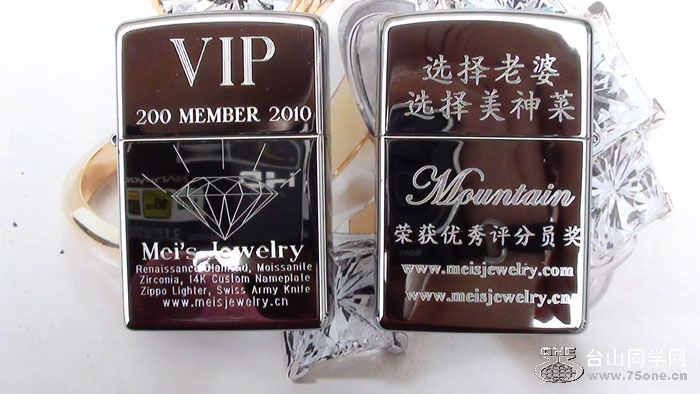 VIP
200 MEMBER 2010
Mei's Jewelry
Renaissance Diamond, Moissanite
Zirconia, 14K Custom Nameplate
Zippo Lighter, Swiss Army Knife
www.meisjewelry.cn
选择老婆
选择美神莱
Mountain
荣获优秀评分员奖
www.meisjewelry.com
www.meisjewelry.cn
台山同学网
www.75one.cn